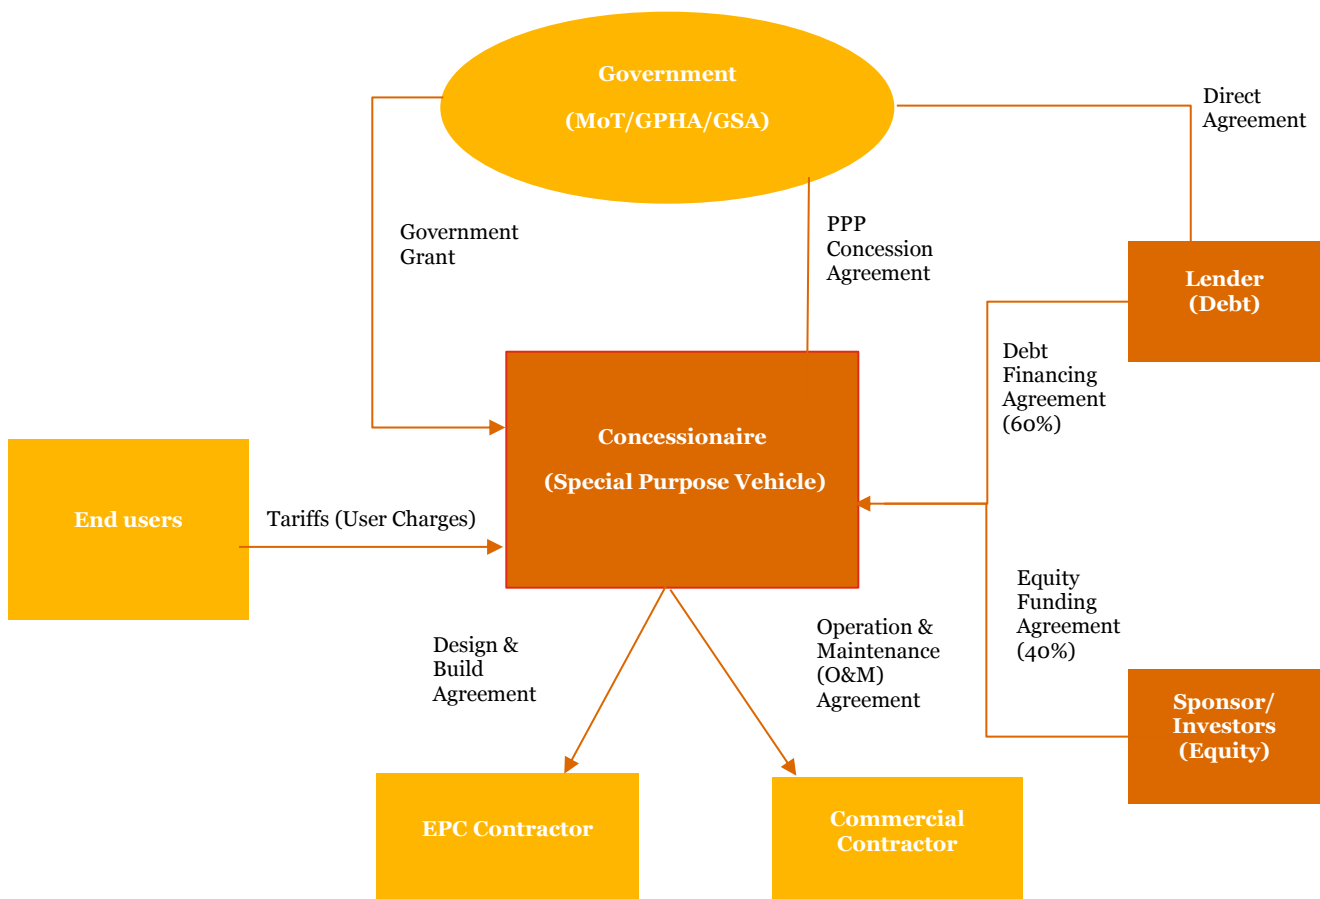 Government
(MoT/GPHA/GSA)
Direct
Agreement
Government
Grant
PPP
Concession
Agreement
Lender
(Debt)
Debt
Financing
Agreement
(60%)
Concessionaire
(Special Purpose Vehicle)
End users
Tariffs (User Charges)
Equity
Funding
Agreement
(40%)
Design &
Build
Agreement
Operation &
Maintenance
(O&M)
Agreement
Sponsor/
Investors
(Equity)
EPC Contractor
Commercial
Contractor